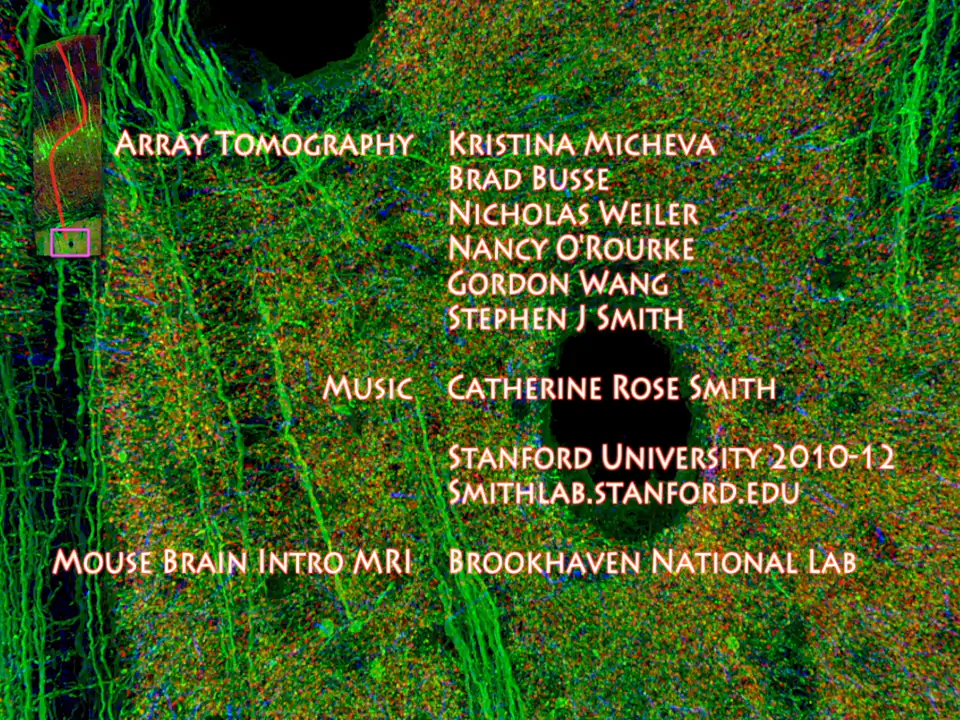 Array Tomography Kristina Micheva
Brad Busse
Nicholas Weiler
Nancy O'Rourke
Gordon Wang
Stephen J Smith
Music Catherine Rose Smith
Stanford University 2010-12
smithlab.stanford.edu
Mouse Brain Intro MRI Brookhaven National Lab